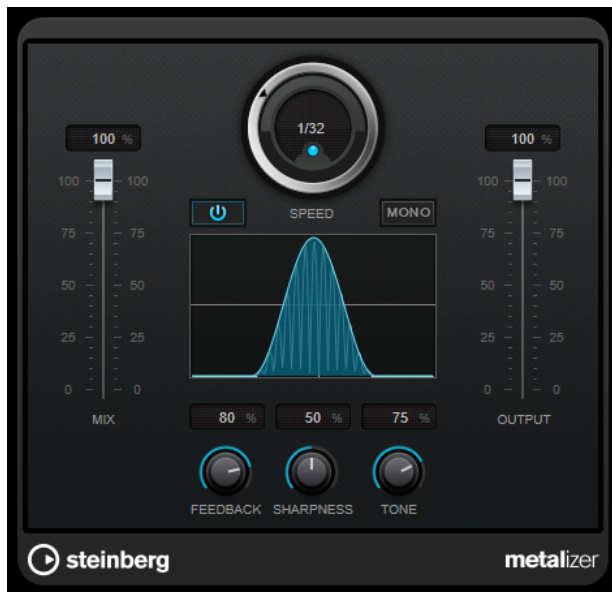 1/32
100 %
100 %
SPEED
MONO
100 100
75 75
50 50
25 25
0 0
MIX
100 100
75 75
50 50
25 25
0 0
OUTPUT
80 %
50 %
75 %
FEEDBACK
SHARPNESS
TONE
steinberg
metalizer